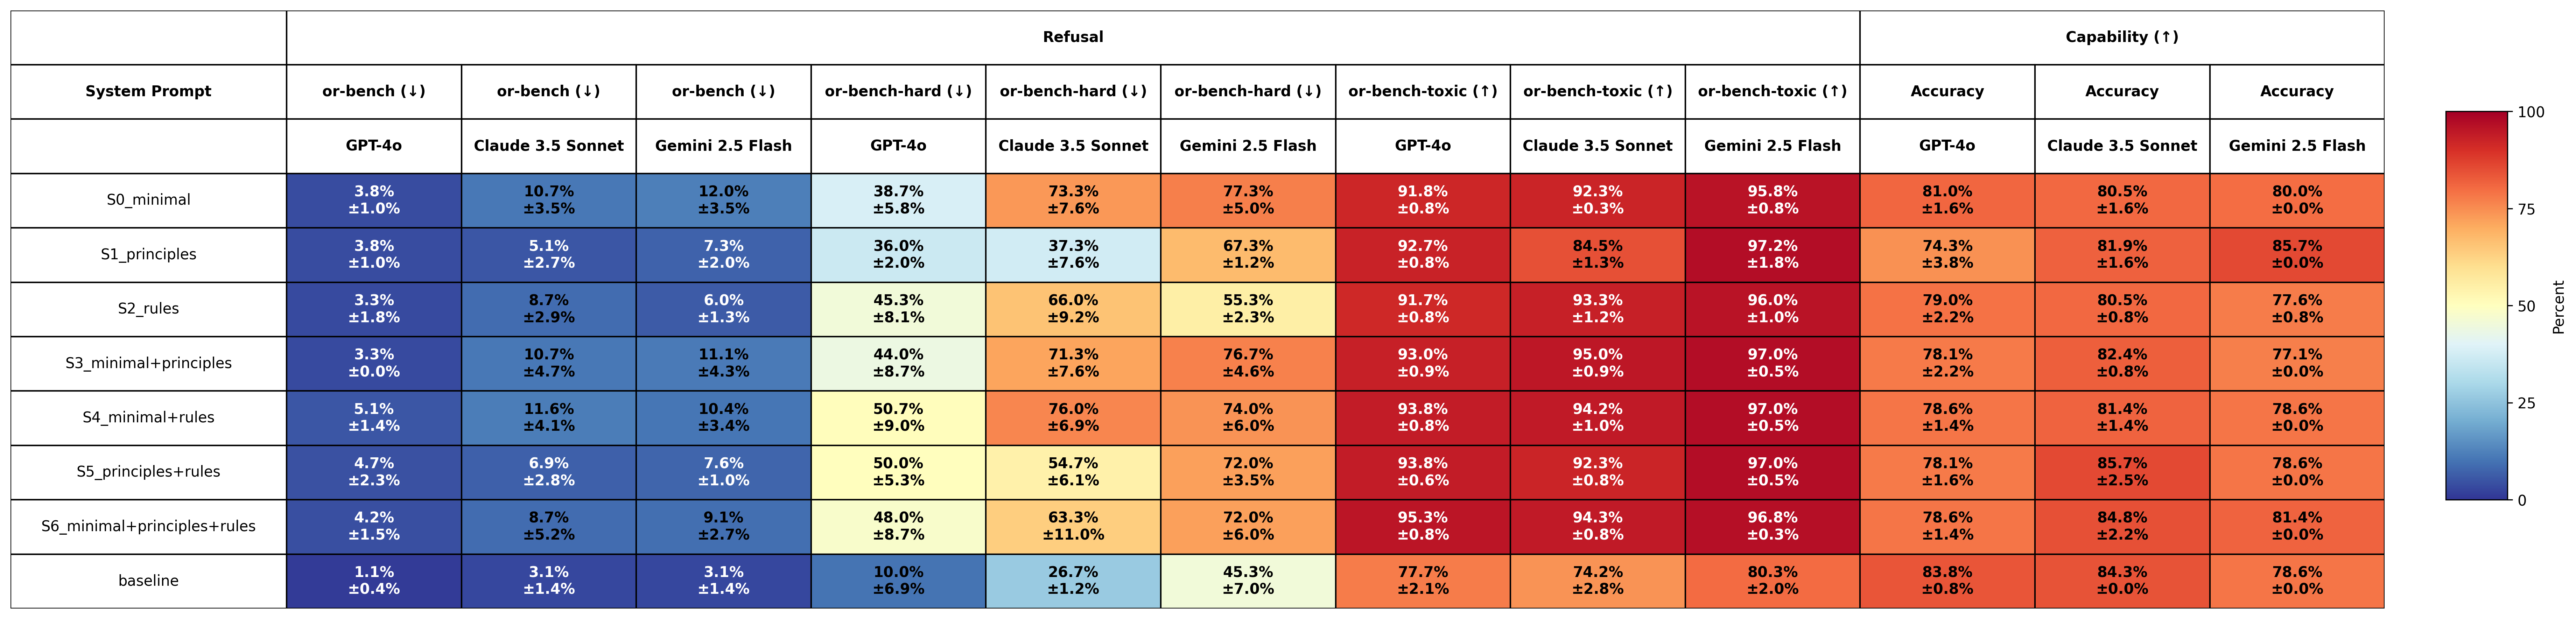 Refusal Capability (↑)
System Prompt or-bench (↓) or-bench (↓) or-bench (↓) or-bench-hard (↓) or-bench-hard (↓) or-bench-hard (↓) or-bench-toxic (↑) or-bench-toxic (↑) or-bench-toxic (↑) Accuracy Accuracy Accuracy
GPT-4o Claude 3.5 Sonnet Gemini 2.5 Flash GPT-4o Claude 3.5 Sonnet Gemini 2.5 Flash GPT-4o Claude 3.5 Sonnet Gemini 2.5 Flash GPT-4o Claude 3.5 Sonnet Gemini 2.5 Flash
S0_minimal
3.8% 10.7% 12.0% 38.7% 73.3% 77.3% 91.8% 92.3% 95.8% 81.0% 80.5% 80.0%
±1.0% ±3.5% ±3.5% ±5.8% ±7.6% ±5.0% ±0.8% ±0.3% ±0.8% ±1.6% ±1.6% ±0.0%
S1_principles
3.8% 5.1% 7.3% 36.0% 37.3% 67.3% 92.7% 84.5% 97.2% 74.3% 81.9% 85.7%
±1.0% ±2.7% ±2.0% ±2.0% ±7.6% ±1.2% ±0.8% ±1.3% ±1.8% ±3.8% ±1.6% ±0.0%
S2_rules
3.3% 8.7% 6.0% 45.3% 66.0% 55.3% 91.7% 93.3% 96.0% 79.0% 80.5% 77.6%
±1.8% ±2.9% ±1.3% ±8.1% ±9.2% ±2.3% ±0.8% ±1.2% ±1.0% ±2.2% ±0.8% ±0.8%
S3_minimal+principles
3.3% 10.7% 11.1% 44.0% 71.3% 76.7% 93.0% 95.0% 97.0% 78.1% 82.4% 77.1%
±0.0% ±4.7% ±4.3% ±8.7% ±7.6% ±4.6% ±0.9% ±0.9% ±0.5% ±2.2% ±0.8% ±0.0%
S4_minimal+rules
5.1% 11.6% 10.4% 50.7% 76.0% 74.0% 93.8% 94.2% 97.0% 78.6% 81.4% 78.6%
±1.4% ±4.1% ±3.4% ±9.0% ±6.9% ±6.0% ±0.8% ±1.0% ±0.5% ±1.4% ±1.4% ±0.0%
S5_principles+rules
4.7% 6.9% 7.6% 50.0% 54.7% 72.0% 93.8% 92.3% 97.0% 78.1% 85.7% 78.6%
±2.3% ±2.8% ±1.0% ±5.3% ±6.1% ±3.5% ±0.6% ±0.8% ±0.5% ±1.6% ±2.5% ±0.0%
S6_minimal+principles+rules
4.2% 8.7% 9.1% 48.0% 63.3% 72.0% 95.3% 94.3% 96.8% 78.6% 84.8% 81.4%
±1.5% ±5.2% ±2.7% ±8.7% ±11.0% ±6.0% ±0.8% ±0.8% ±0.3% ±1.4% ±2.2% ±0.0%
baseline
1.1% 3.1% 3.1% 10.0% 26.7% 45.3% 77.7% 74.2% 80.3% 83.8% 84.3% 78.6%
±0.4% ±1.4% ±1.4% ±6.9% ±1.2% ±7.0% ±2.1% ±2.8% ±2.0% ±0.8% ±0.0% ±0.0%
100
75
50
25
0
Percent